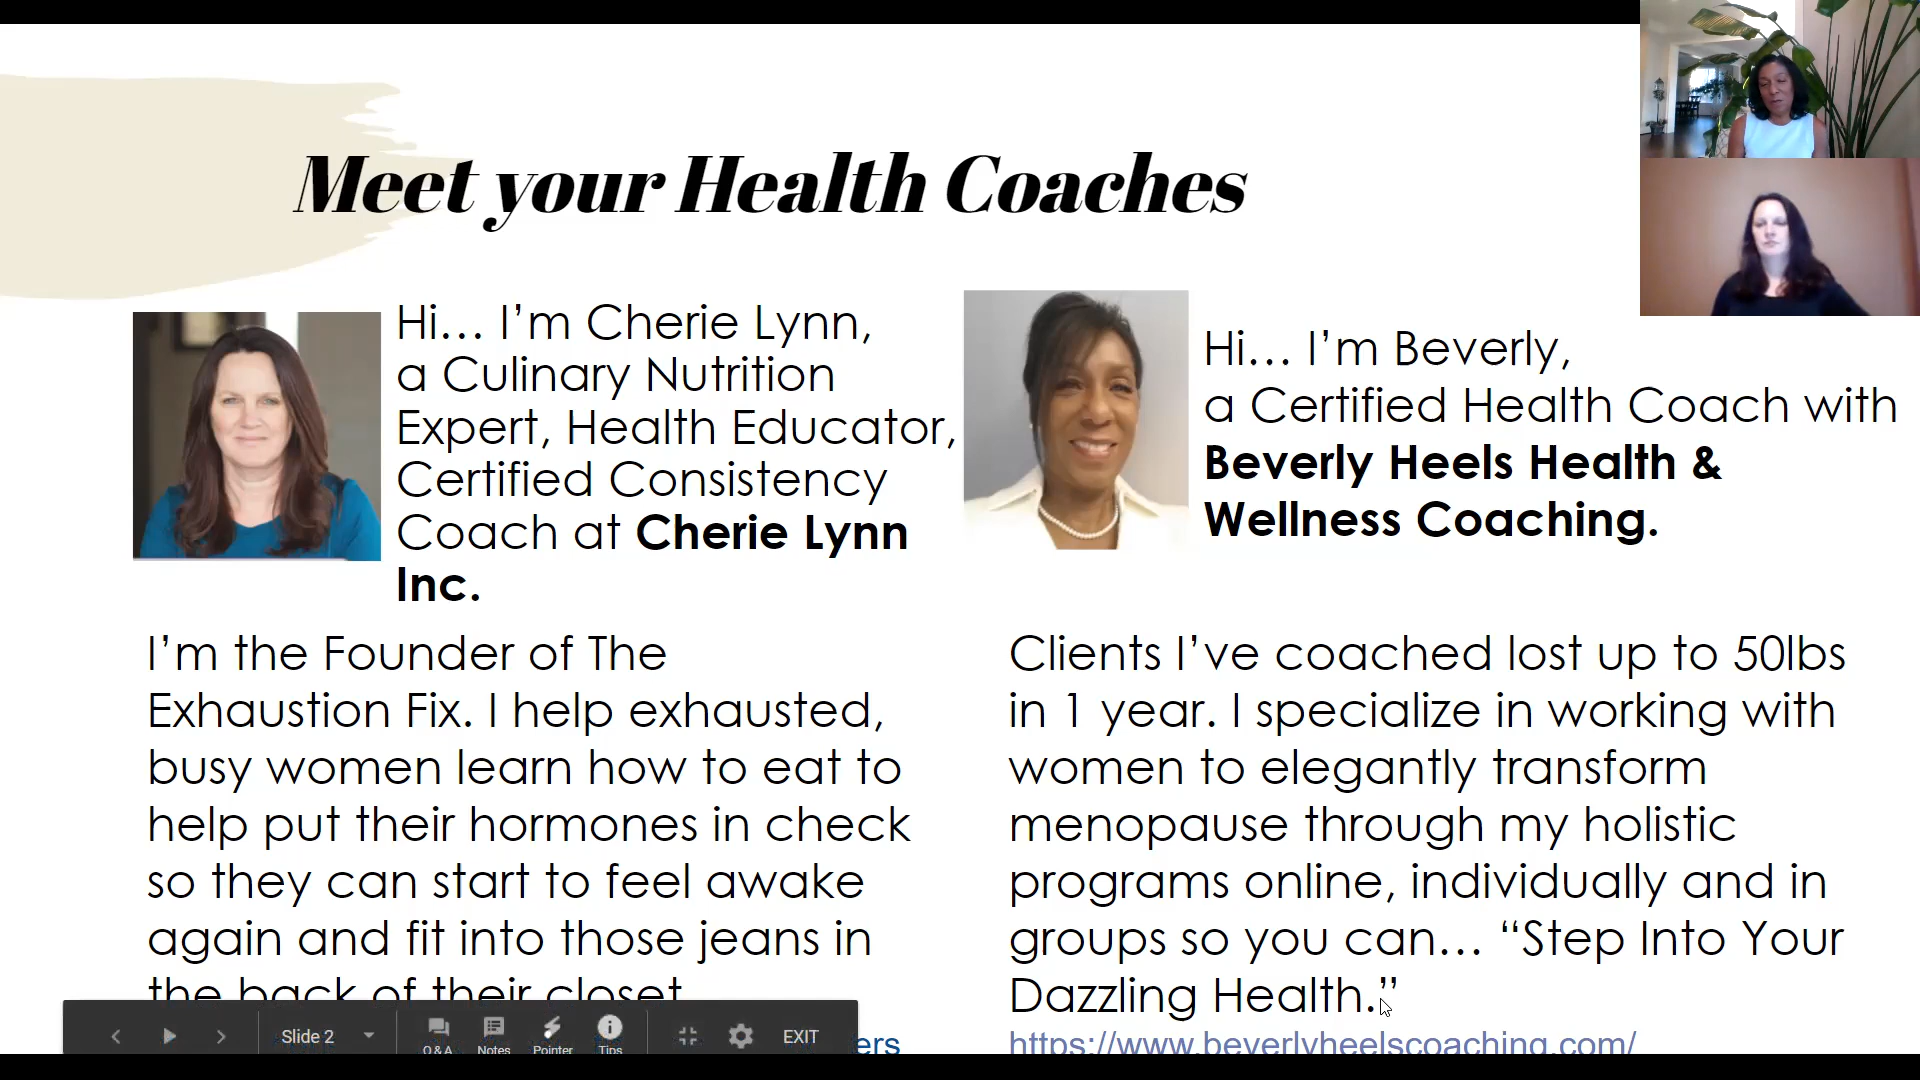 Meet your Health Coaches
Hi… I’m Cherie Lynn,
a Culinary Nutrition
Expert, Health Educator,
Certified Consistency
Coach at Cherie Lynn
Inc.
I’m the Founder of The
Exhaustion Fix. I help exhausted,
busy women learn how to eat to
help put their hormones in check
so they can start to feel awake
again and fit into those jeans in
the back of their closet
Hi… I’m Beverly,
a Certified Health Coach with
Beverly Heels Health &
Wellness Coaching.
Clients I’ve coached lost up to 50lbs
in 1 year. I specialize in working with
women to elegantly transform
menopause through my holistic
programs online, individually and in
groups so you can… “Step Into Your
Dazzling Health.”
https://www.beverlyheelscoaching.com/
Slide 2
Q & A
Notes
Pointer
Tips
EXIT